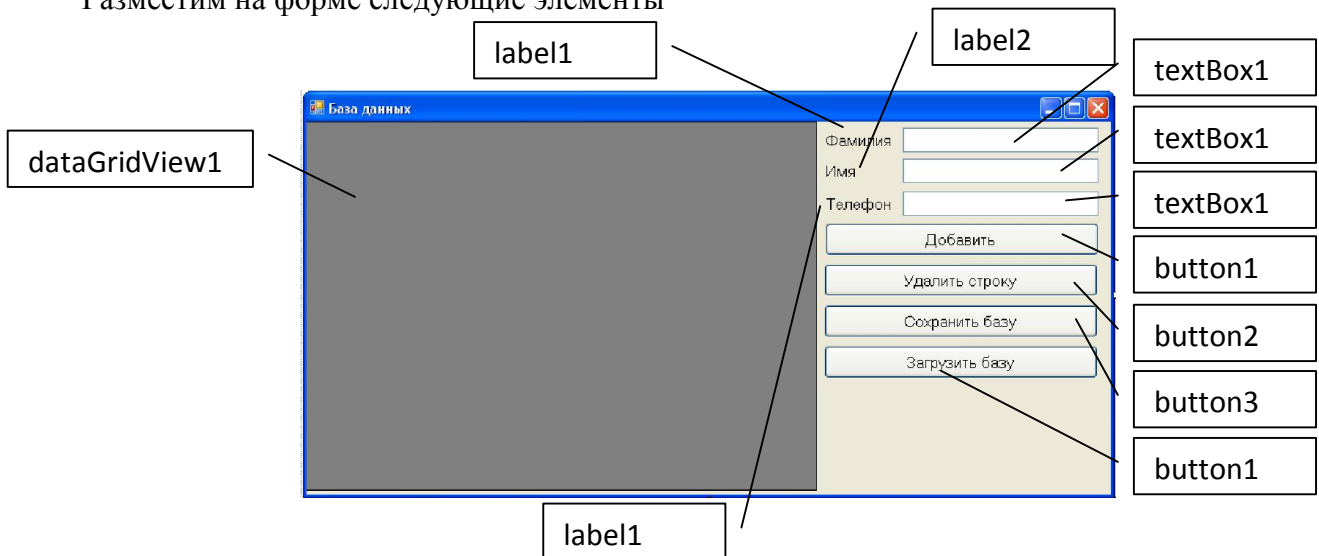 Разместим на форме следующие элементы
label1
label2
textBox1
База данных
Фамилия
textBox1
dataGridView1
Имя
Телефон
textBox1
Добавить
button1
Удалить строку
button2
Сохранить базу
Загрузить базу
button3
button1
label1